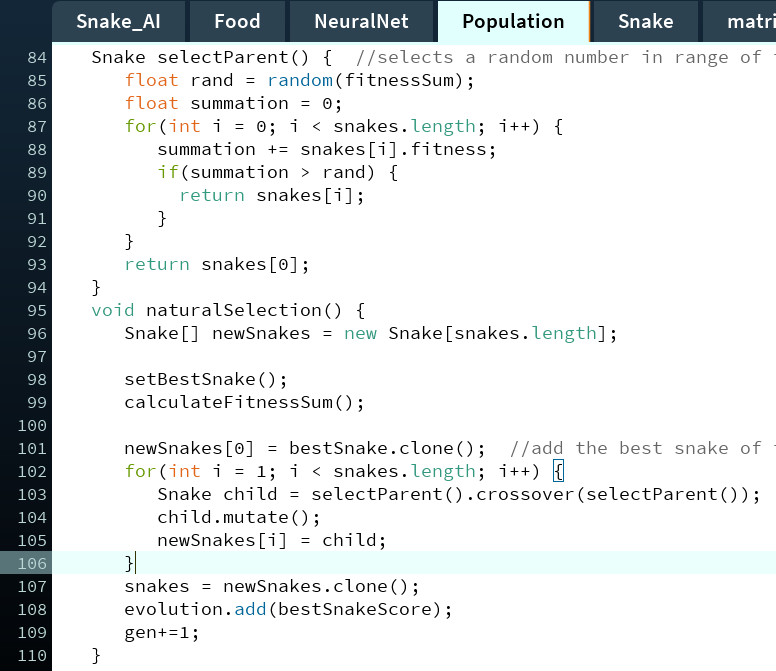 Snake_AI Food NeuralNet Population Snake
84 Snake selectParent() { //selects a random number in range of
85 float rand = random(fitnessSum);
86 float summation = 0;
87 for(int i = 0; i < snakes.length; i++) {
88 summation += snakes[i].fitness;
89 if(summation > rand) {
90 return snakes[i];
91 }
92 }
93 return snakes[0];
94 }
95 void naturalSelection() {
96 Snake[] newSnakes = new Snake[snakes.length];
97
98 setBestSnake();
99 calculateFitnessSum();
100
101 newSnakes[0] = bestSnake.clone(); //add the best snake of
102 for(int i = 1; i < snakes.length; i++) {
103 Snake child = selectParent().crossover(selectParent());
104 child.mutate();
105 newSnakes[i] = child;
106 }
107 snakes = newSnakes.clone();
108 evolution.add(bestSnakeScore);
109 gen+=1;
110 }